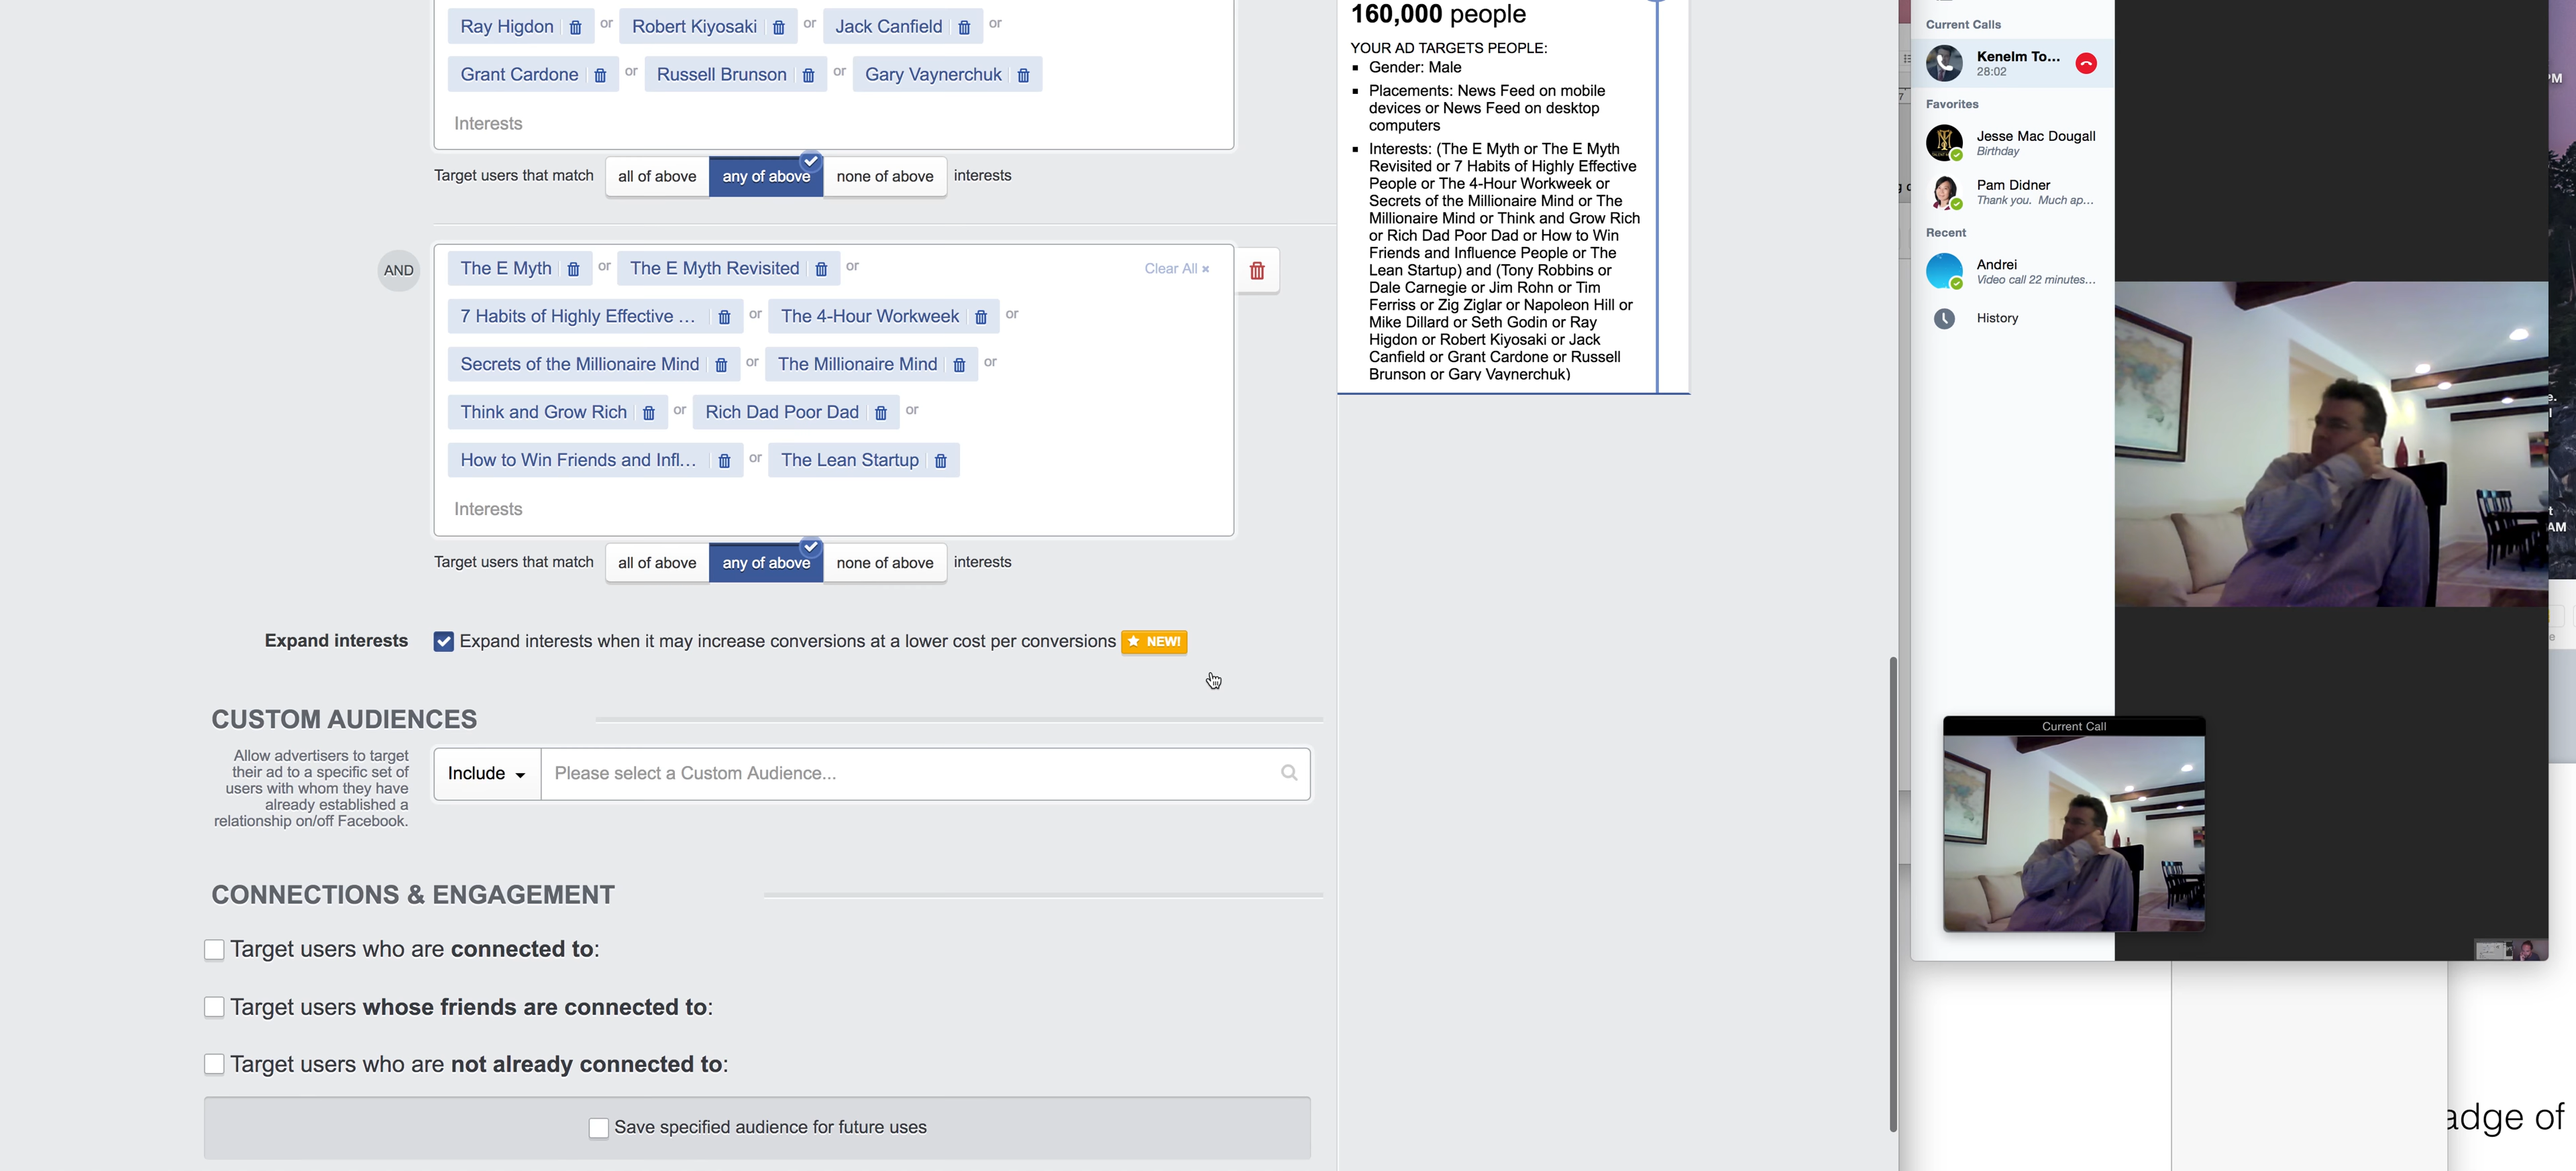 Ray Higdon or Robert Kiyosaki or Jack Canfield or
Grant Cardone or Russell Brunson or Gary Vaynerchuk
Interests
Target users that match all of above any of above none of above interests
AND
The E Myth or The E Myth Revisited or
Clear All ×
7 Habits of Highly Effective ... or The 4-Hour Workweek or
Secrets of the Millionaire Mind or The Millionaire Mind or
Think and Grow Rich or Rich Dad Poor Dad or
How to Win Friends and Infl... or The Lean Startup
Interests
Target users that match all of above any of above none of above interests
Expand interests Expand interests when it may increase conversions at a lower cost per conversions NEW!
CUSTOM AUDIENCES
Allow advertisers to target
their ad to a specific set of
users with whom they have
already established a
relationship on/off Facebook.
Include Please select a Custom Audience...
CONNECTIONS & ENGAGEMENT
Target users who are connected to:
Target users whose friends are connected to:
Target users who are not already connected to:
Save specified audience for future uses
160,000 people
YOUR AD TARGETS PEOPLE:
Gender: Male
Placements: News Feed on mobile
devices or News Feed on desktop
computers
Interests: (The E Myth or The E Myth
Revisited or 7 Habits of Highly Effective
People or The 4-Hour Workweek or
Secrets of the Millionaire Mind or The
Millionaire Mind or Think and Grow Rich
or Rich Dad Poor Dad or How to Win
Friends and Influence People or The
Lean Startup) and (Tony Robbins or
Dale Carnegie or Jim Rohn or Tim
Ferriss or Zig Ziglar or Napoleon Hill or
Mike Dillard or Seth Godin or Ray
Higdon or Robert Kiyosaki or Jack
Canfield or Grant Cardone or Russell
Brunson or Gary Vaynerchuk)
Current Calls
Kenelm To...
28:02
Favorites
Jesse Mac Dougall
Birthday
Pam Didner
Thank you. Much ap...
Recent
Andrei
Video call 22 minutes...
History
Current Call
PM
AM
adge of